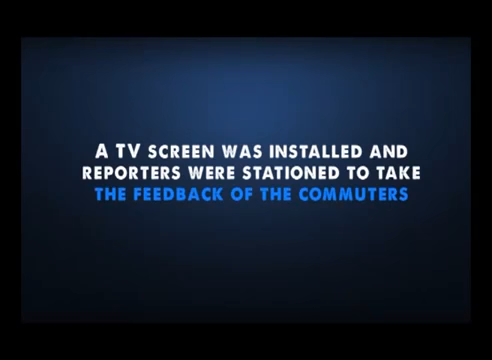 A TV SCREEN WAS INSTALLED AND
REPORTERS WERE STATIONED TO TAKE
THE FEEDBACK OF THE COMMUTERS